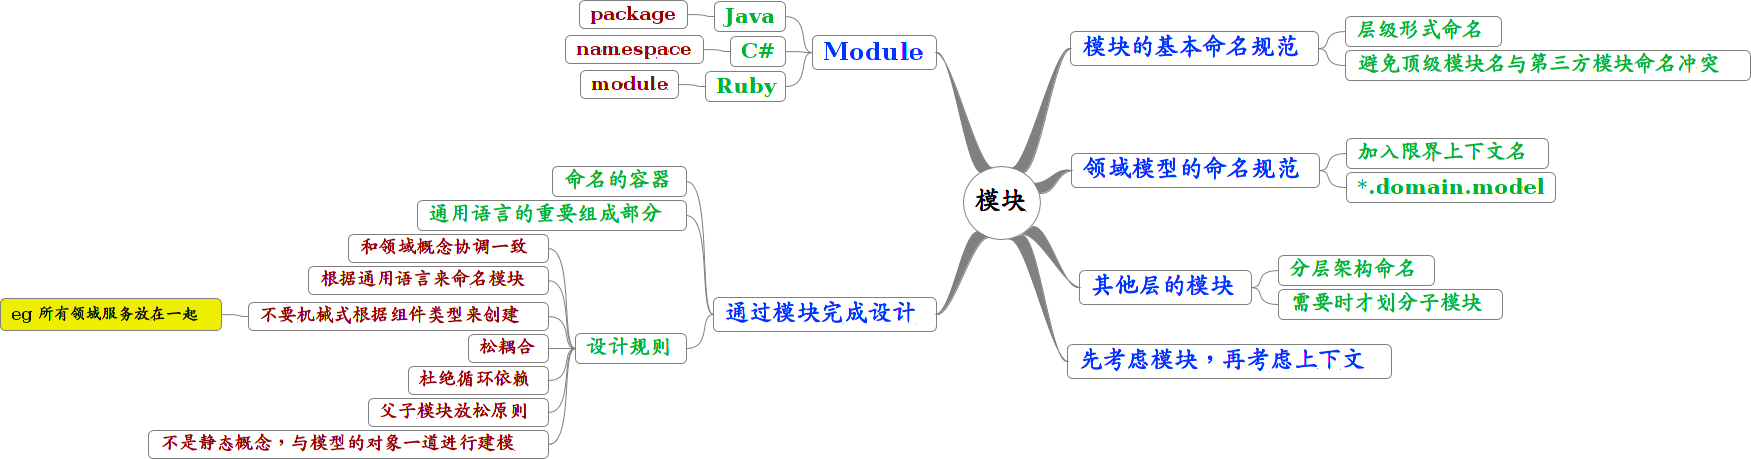 模块
Module
Java
package
C#
namespace
Ruby
module
通过模块完成设计
命名的容器
通用语言的重要组成部分
设计规则
和领域概念协调一致
根据通用语言来命名模块
不要机械式根据组件类型来创建
eg 所有领域服务放在一起
松耦合
杜绝循环依赖
父子模块放松原则
不是静态概念，与模型的对象一道进行建模
模块的基本命名规范
层级形式命名
避免顶级模块名与第三方模块命名冲突
领域模型的命名规范
加入限界上下文名
*.domain.model
其他层的模块
分层架构命名
需要时才划分子模块
先考虑模块，再考虑上下文